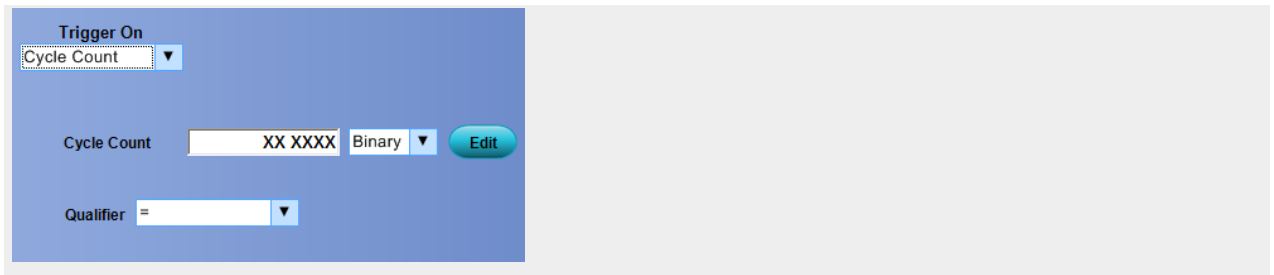 Trigger On
Cycle Count ▼
Cycle Count XX XXXX Binary ▼ Edit
Qualifier = ▼